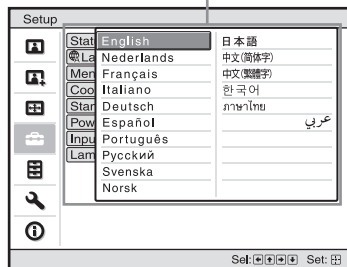 Setup
Stat
La
Men
Coo
Star
Pow
Inpu
Lam
English
Nederlands
Français
Italiano
Deutsch
Español
Português
Русский
Svenska
Norsk
日本語
中文(简体字)
中文(繁體字)
한국어
ภาษาไทย
عربي
Sel: Set: